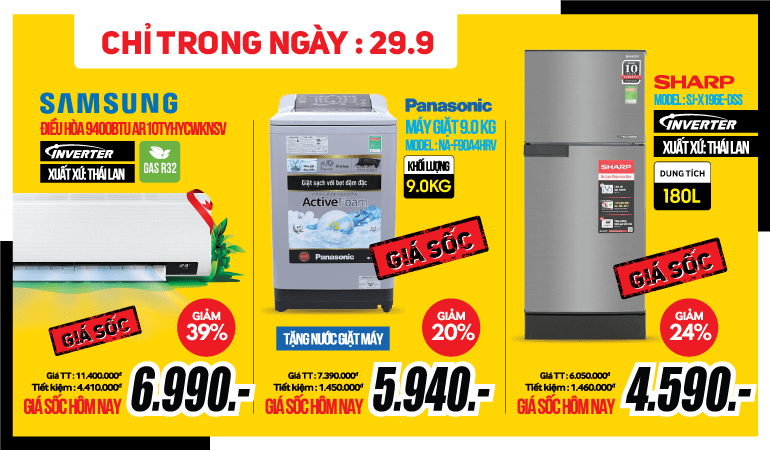 CHỈ TRONG NGÀY : 29.9
SAMSUNG
ĐIỀU HÒA 9400BTU AR10TYHYCWKNSV
INVERTER
XUẤT XỨ: THÁI LAN
GAS R32
GIÁ SỐC
GIẢM
39%
Giá TT : 11.400.000đ
Tiết kiệm : 4.410.000đ
GIÁ SỐC HÔM NAY
6.990.-
Panasonic
MÁY GIẶT 9.0 KG
MODEL : NA-F90A4HRV
KHỐI LƯỢNG
9.0KG
Giặt sạch với bọt đậm đặc
ActiveFoam
Panasonic
GIÁ SỐC
TẶNG NƯỚC GIẶT MÁY
GIẢM
20%
Giá TT : 7.390.000đ
Tiết kiệm : 1.450.000đ
GIÁ SỐC HÔM NAY
5.940.-
SHARP
MODEL : SJ-X196E-DSS
INVERTER
XUẤT XỨ: THÁI LAN
DUNG TÍCH
180L
10
SHARP
GIÁ SỐC
GIẢM
24%
Giá TT : 6.050.000đ
Tiết kiệm : 1.460.000đ
GIÁ SỐC HÔM NAY
4.590.-